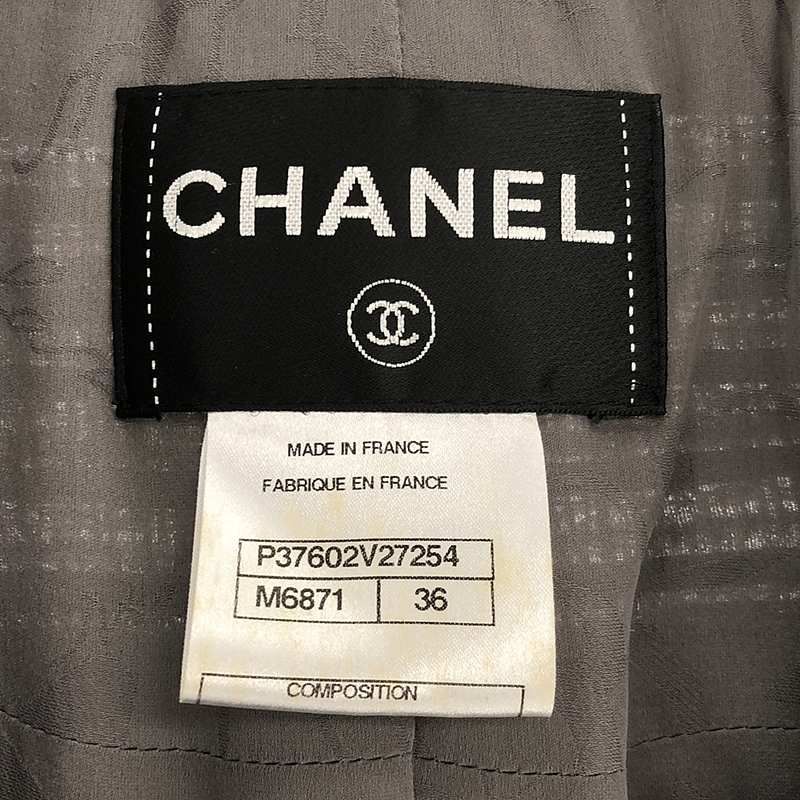 CHANEL
MADE IN FRANCE
FABRIQUE EN FRANCE
P37602V27254
M6871 36
COMPOSITION